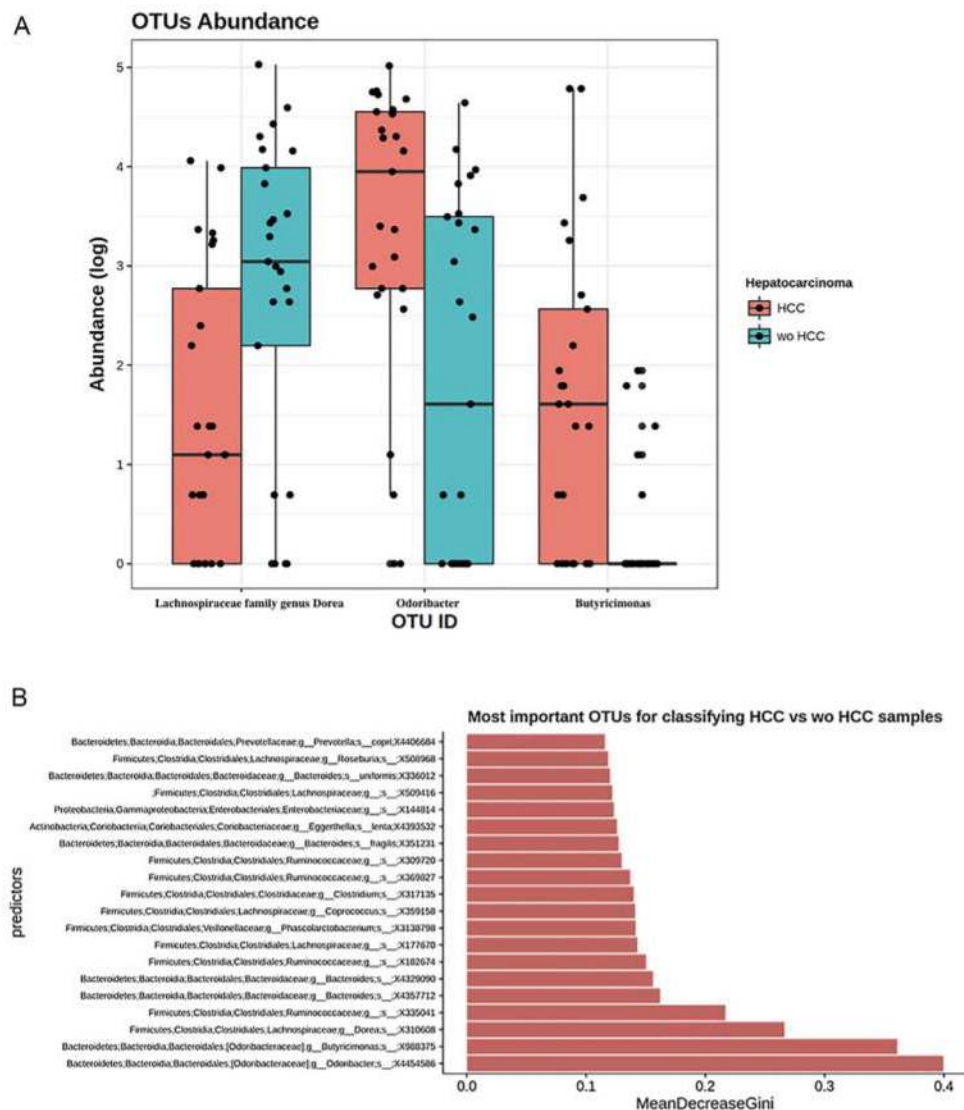 A
OTUs Abundance
5
4
3
2
1
0
Abundance (log)
Lachnospiraceae family genus Dorea
Odoribacter
Butyricimonas
OTU ID
Hepatocarcinoma
HCC
wo HCC
B
Most important OTUs for classifying HCC vs wo HCC samples
predictors
Bacteroidetes;Bacteroidia;Bacteroidales;Prevotellaceae;g__Prevotella;s__copri;X4406684
Firmicutes;Clostridia;Clostridiales;Lachnospiraceae;g__Roseburia;s__:X508968
Bacteroidetes;Bacteroidia;Bacteroidales;Bacteroidaceae;g__Bacteroides;s__uniformis;X336012
;Firmicutes;Clostridia;Clostridiales;Lachnospiraceae;g__;s__:X509416
Proteobacteria;Gammaproteobacteria;Enterobacteriales;Enterobacteriaceae;g__;s__;X144814
Actinobacteria;Coriobacteriia;Coriobacteriales;Coriobacteriaceae;g__Eggerthella;s__lenta;X4393532
Bacteroidetes;Bacteroidia;Bacteroidales;Bacteroidaceae;g__Bacteroides;s__fragilis;X351231
Firmicutes;Clostridia;Clostridiales;Ruminococcaceae;g__;s__;X309720
Firmicutes;Clostridia;Clostridiales;Ruminococcaceae;g__;s__;X369027
Firmicutes;Clostridia;Clostridiales;Clostridiaceae;g__Clostridium;s__;X317135
Firmicutes;Clostridia;Clostridiales;Lachnospiraceae;g__Coprococcus;s__;X359158
Firmicutes;Clostridia;Clostridiales;Veillonellaceae;g__Phascolarctobacterium;s__;X3138798
Firmicutes;Clostridia;Clostridiales;Lachnospiraceae;g__;s__;X177670
Firmicutes;Clostridia;Clostridiales;Ruminococcaceae;g__;s__;X182674
Bacteroidetes;Bacteroidia;Bacteroidales;Bacteroidaceae;g__Bacteroides;s__;X4329090
Bacteroidetes;Bacteroidia;Bacteroidales;Bacteroidaceae;g__Bacteroides;s__;X4357712
Firmicutes;Clostridia;Clostridiales;Ruminococcaceae;g__;s__;X335041
Firmicutes;Clostridia;Clostridiales;Lachnospiraceae;g__Dorea;s__;X310608
Bacteroidetes;Bacteroidia;Bacteroidales;[Odoribacteraceae];g__Butyricimonas;s__;X988375
Bacteroidetes;Bacteroidia;Bacteroidales;[Odoribacteraceae];g__Odoribacter;s__;X4454586
0.0 0.1 0.2 0.3 0.4
MeanDecreaseGini